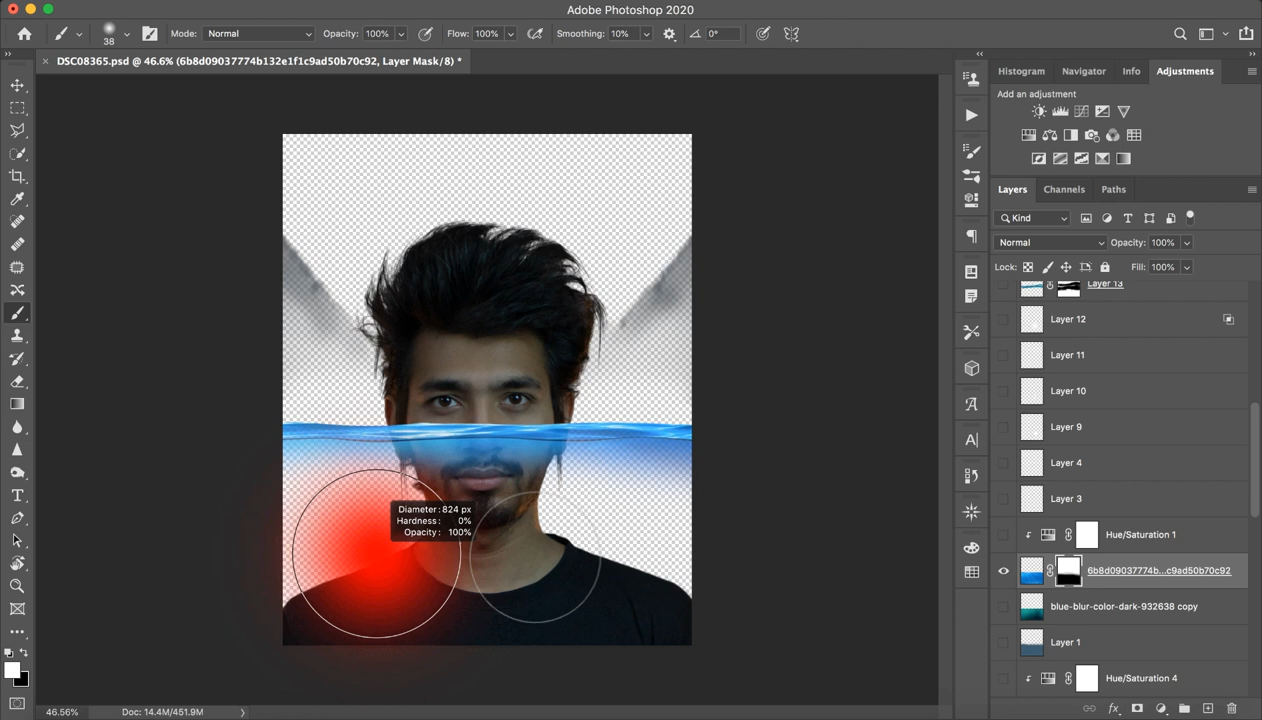 Adobe Photoshop 2020
38
Mode: Normal
Opacity: 100%
Flow: 100%
Smoothing: 10%
0°
DSC08365.psd @ 46.6% (6b8d09037774b132e1f1c9ad50b70c92, Layer Mask/8) *
Histogram
Navigator
Info
Adjustments
Add an adjustment
Layers
Channels
Paths
Kind
Normal
Opacity: 100%
Lock:
Fill: 100%
Layer 13
Layer 12
Layer 11
Layer 10
Layer 9
Layer 4
Layer 3
Hue/Saturation 1
6b8d09037774b...c9ad50b70c92
blue-blur-color-dark-932638 copy
Layer 1
Hue/Saturation 4
Diameter: 824 px
Hardness: 0%
Opacity: 100%
46.56%
Doc: 14.4M/451.9M
fx